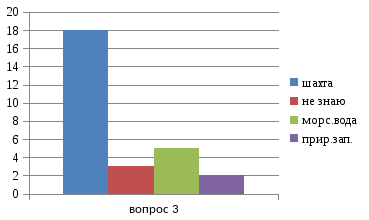 20
18
16
14
12
10
8
6
4
2
0
вопрос 3
шахта
не знаю
морс.вода
прир.зап.